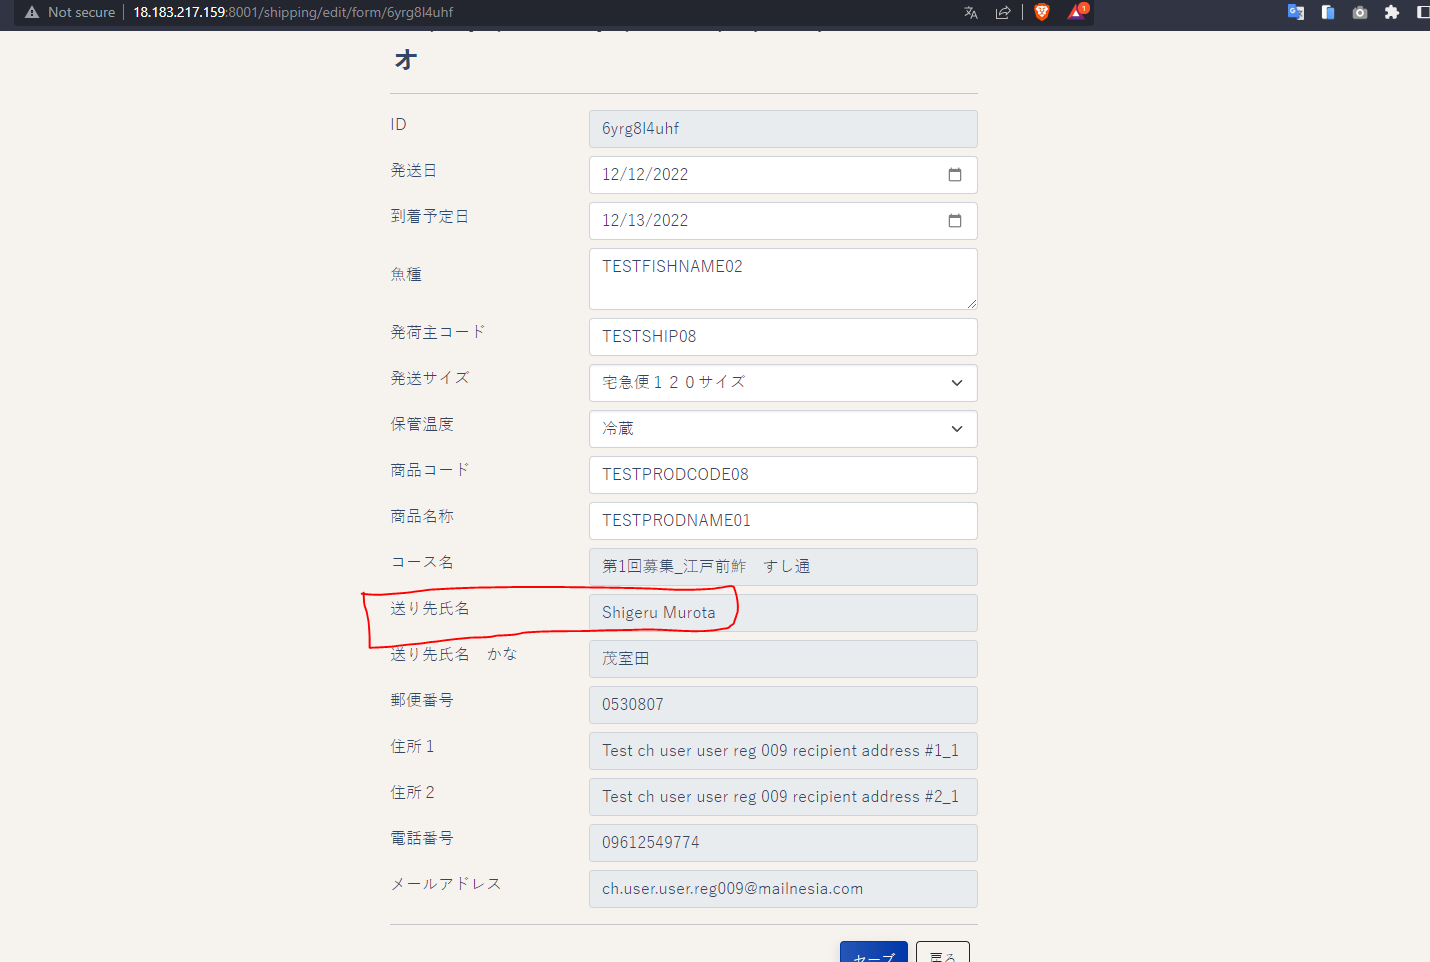 Not secure | 18.183.217.159:8001/shipping/edit/form/6yrg8l4uhf
1
オ
ID 6yrg8l4uhf
発送日 12/12/2022
到着予定日 12/13/2022
魚種 TESTFISHNAME02
発荷主コード TESTSHIP08
発送サイズ 宅急便１２０サイズ
保管温度 冷蔵
商品コード TESTPRODCODE08
商品名称 TESTPRODNAME01
コース名 第1回募集_江戸前鮓　すし通
送り先氏名 Shigeru Murota
送り先氏名　かな 茂室田
郵便番号 0530807
住所１ Test ch user user reg 009 recipient address #1_1
住所２ Test ch user user reg 009 recipient address #2_1
電話番号 09612549774
メールアドレス ch.user.user.reg009@mailnesia.com
セーブ 戻る